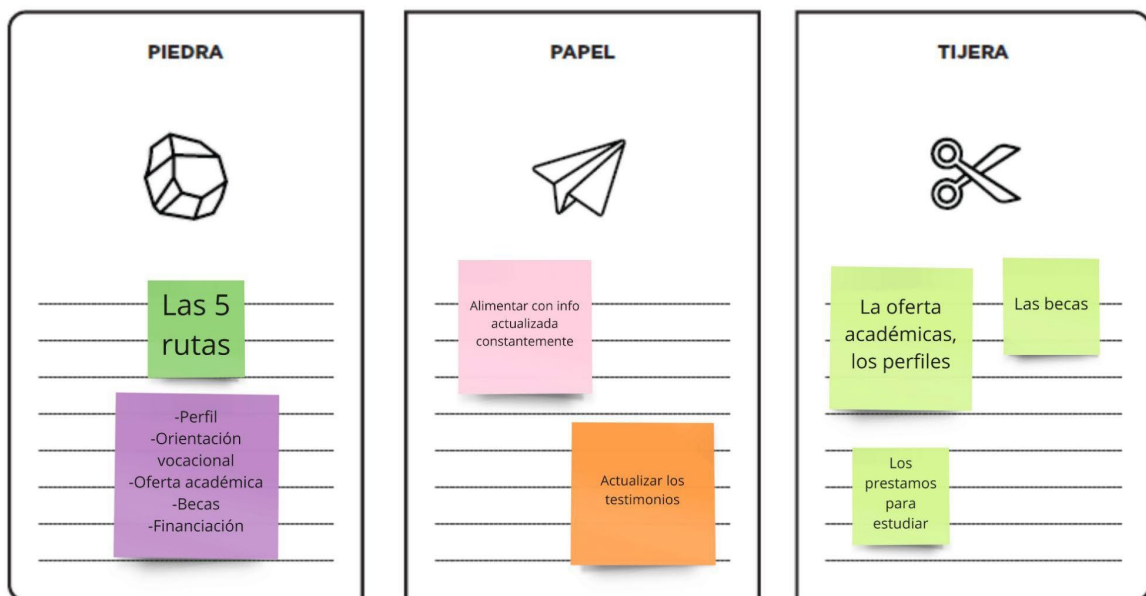 PIEDRA
Las 5
rutas
-Perfil
-Orientación
vocacional
-Oferta académica
-Becas
-Financiación
PAPEL
Alimentar con info
actualizada
constantemente
Actualizar los
testimonios
TIJERA
La oferta
académicas,
los perfiles
Las becas
Los
prestamos
para
estudiar